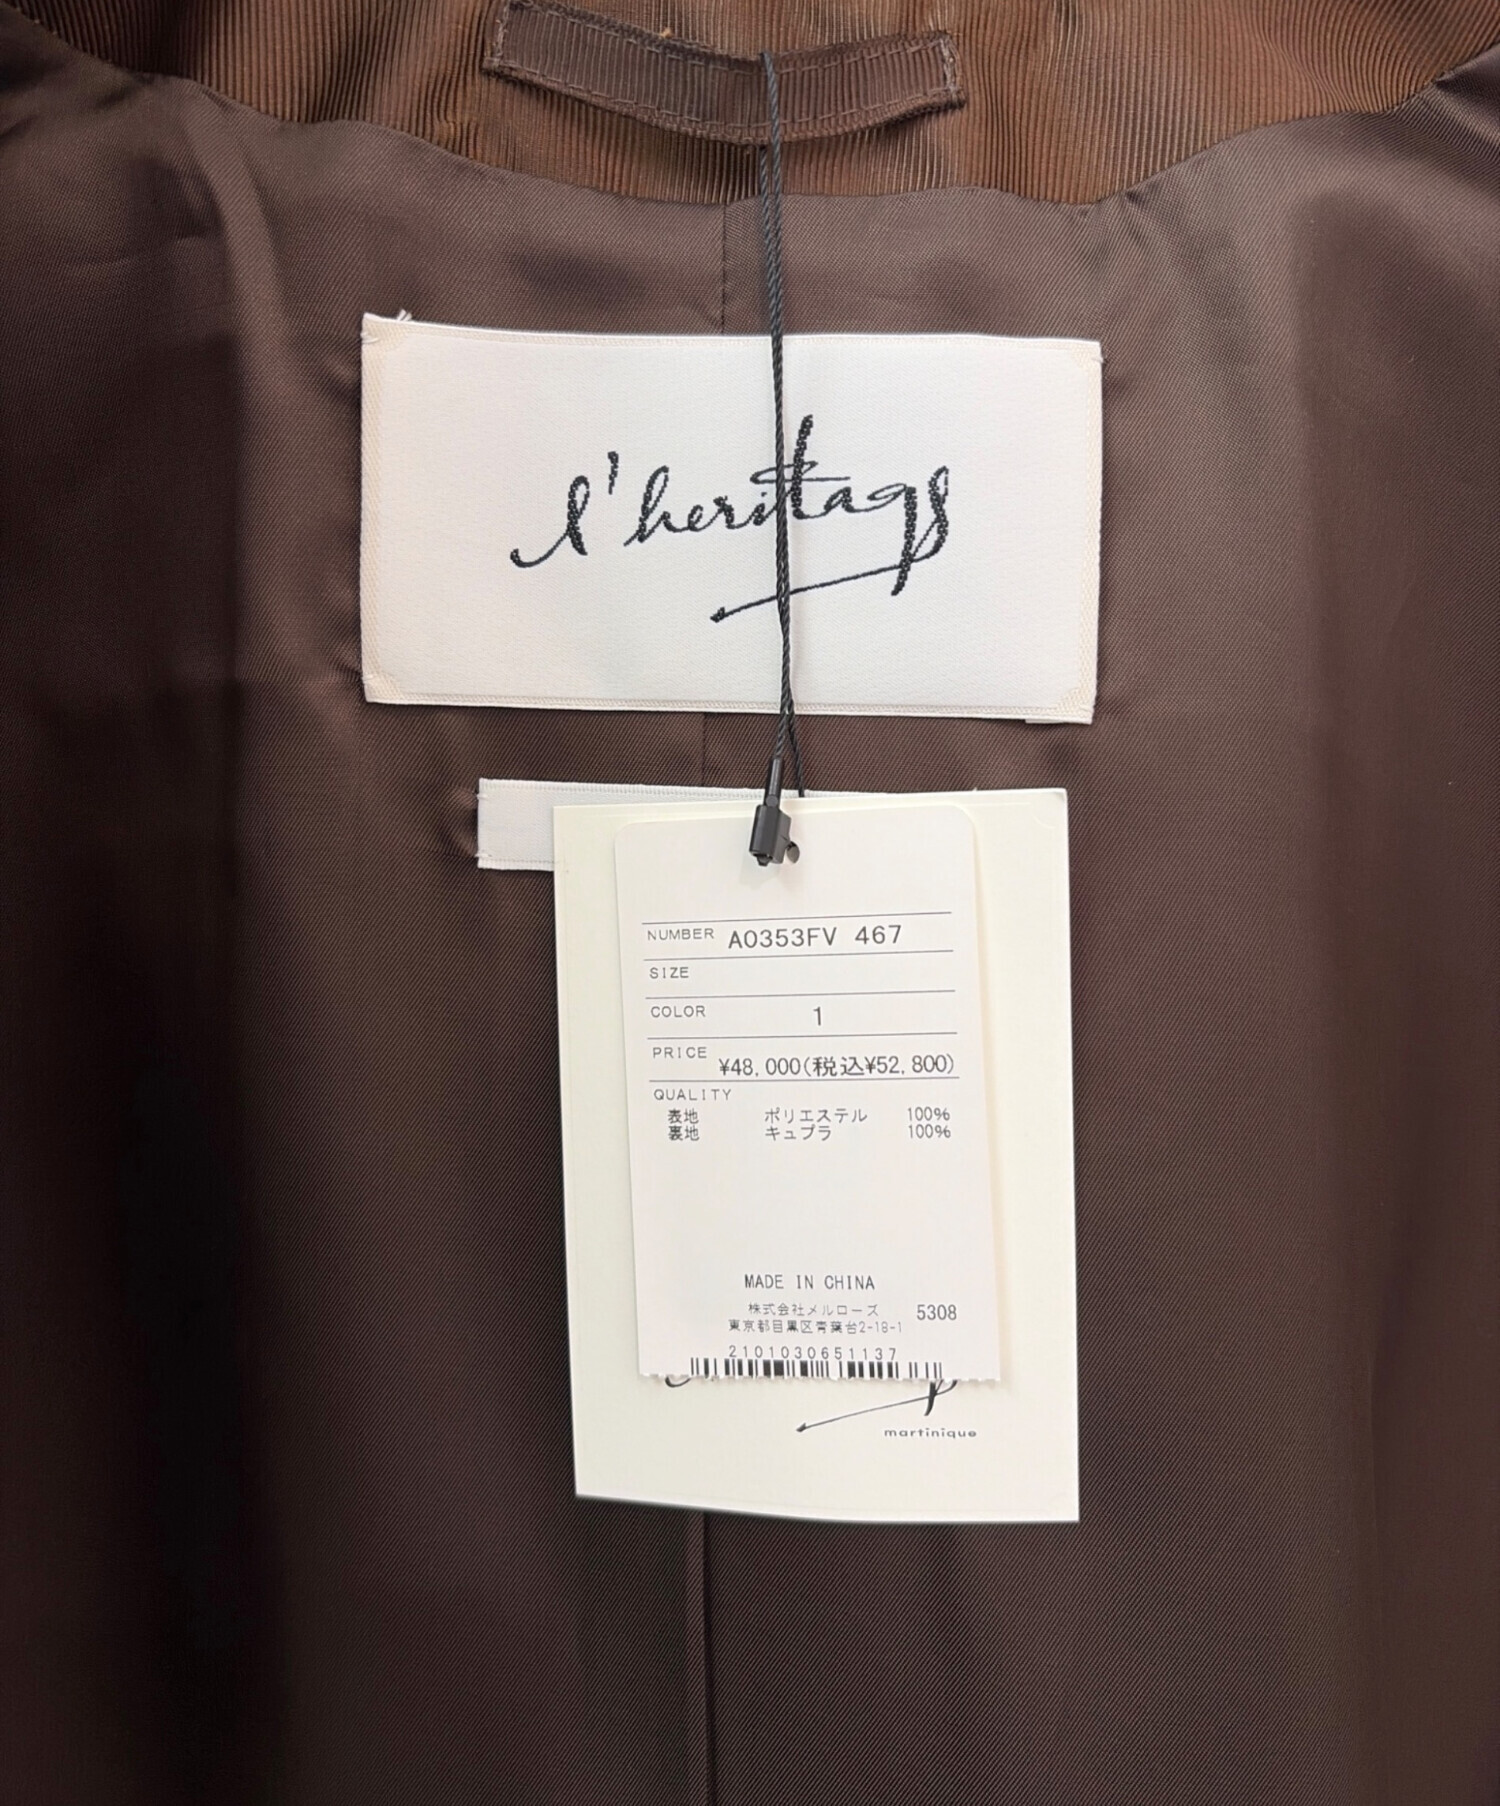 l'heritage
NUMBER A0353FV 467
SIZE
COLOR 1
PRICE ¥48,000(税込¥52,800)
QUALITY
表地 ポリエステル 100%
裏地 キュプラ 100%
MADE IN CHINA
株式会社メルローズ 5308
東京都目黒区青葉台2-18-1
2101030651137
martinique